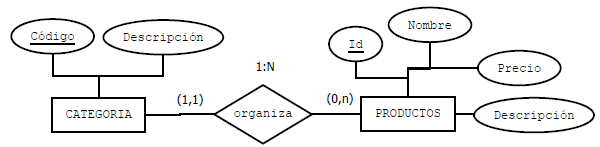 Código
Descripción
Id
Nombre
Precio
1:N
CATEGORIA
(1,1)
organiza
(0,n)
PRODUCTOS
Descripción